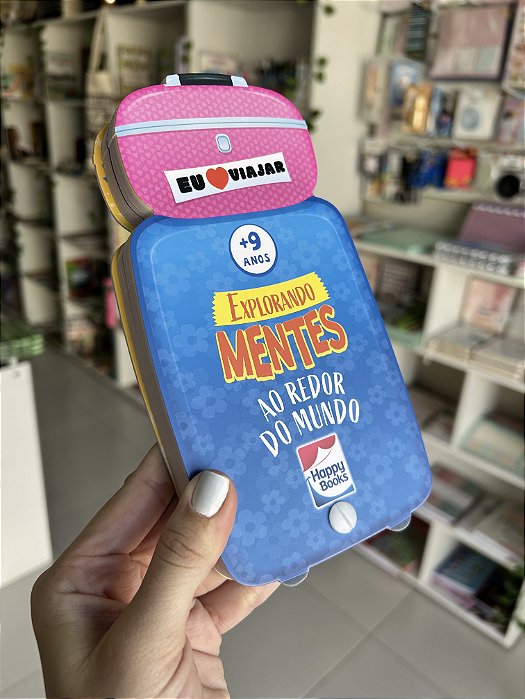 EU ❤ VIAJAR
+9
ANOS
EXPLORANDO
MENTES
AO REDOR
DO MUNDO
Happy
Books